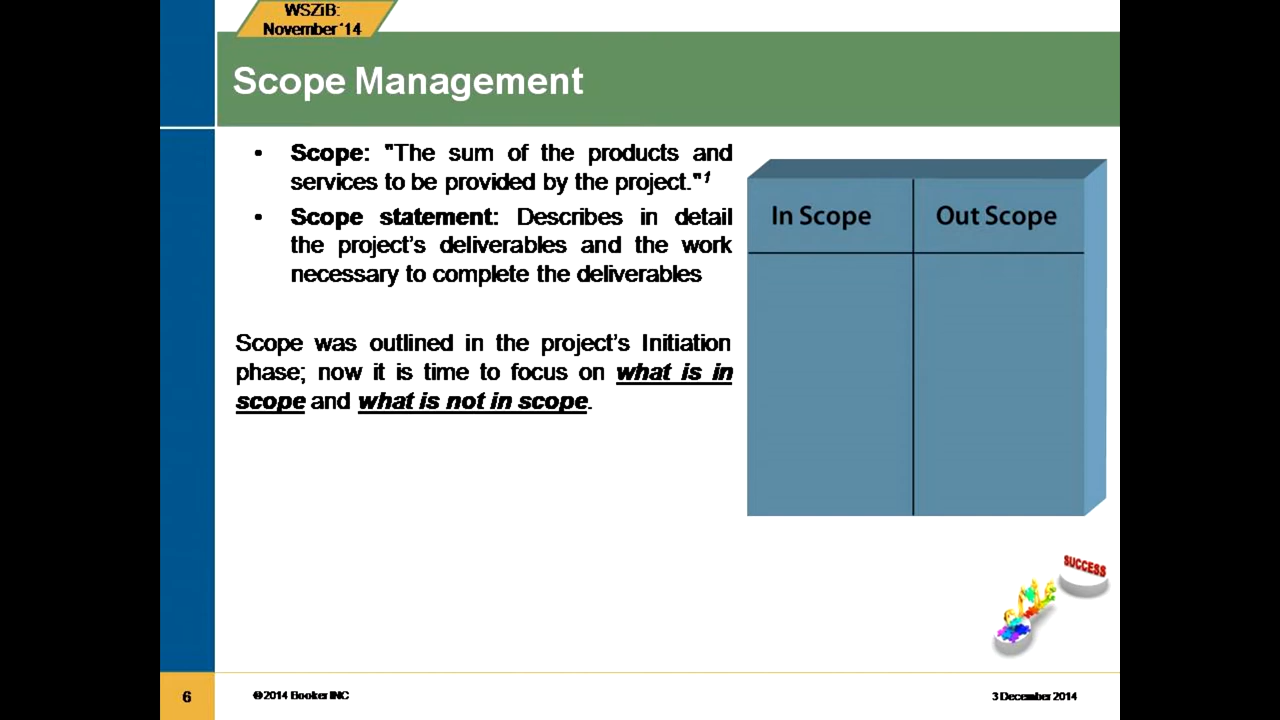 WSZiB:
November '14
Scope Management
• Scope: "The sum of the products and
services to be provided by the project."1
• Scope statement: Describes in detail
the project's deliverables and the work
necessary to complete the deliverables
Scope was outlined in the project's Initiation
phase; now it is time to focus on what is in
scope and what is not in scope.
In Scope
Out Scope
SUCCESS
6
© 2014 Booker INC
3 December 2014